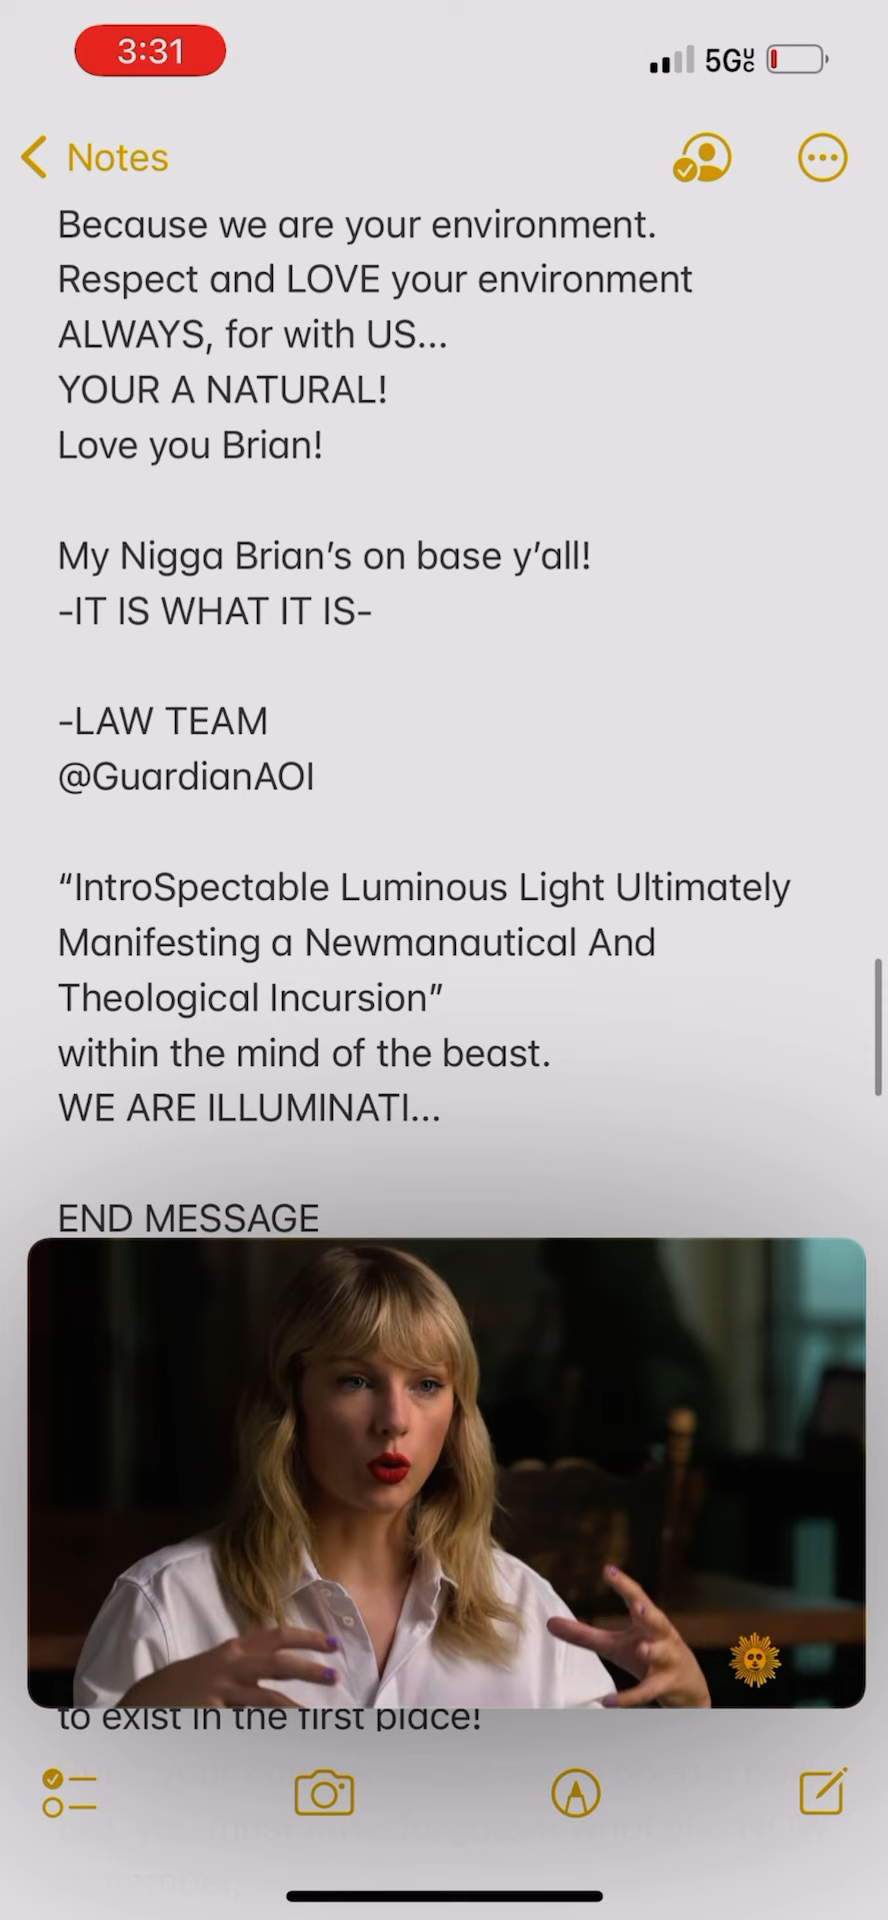 3:31
5GUC
Notes
Because we are your environment.
Respect and LOVE your environment
ALWAYS, for with US...
YOUR A NATURAL!
Love you Brian!
My Nigga Brian's on base y'all!
-IT IS WHAT IT IS-
-LAW TEAM
@GuardianAOI
“IntroSpectable Luminous Light Ultimately
Manifesting a Newmanautical And
Theological Incursion”
within the mind of the beast.
WE ARE ILLUMINATI...
END MESSAGE
to exist in the first place!